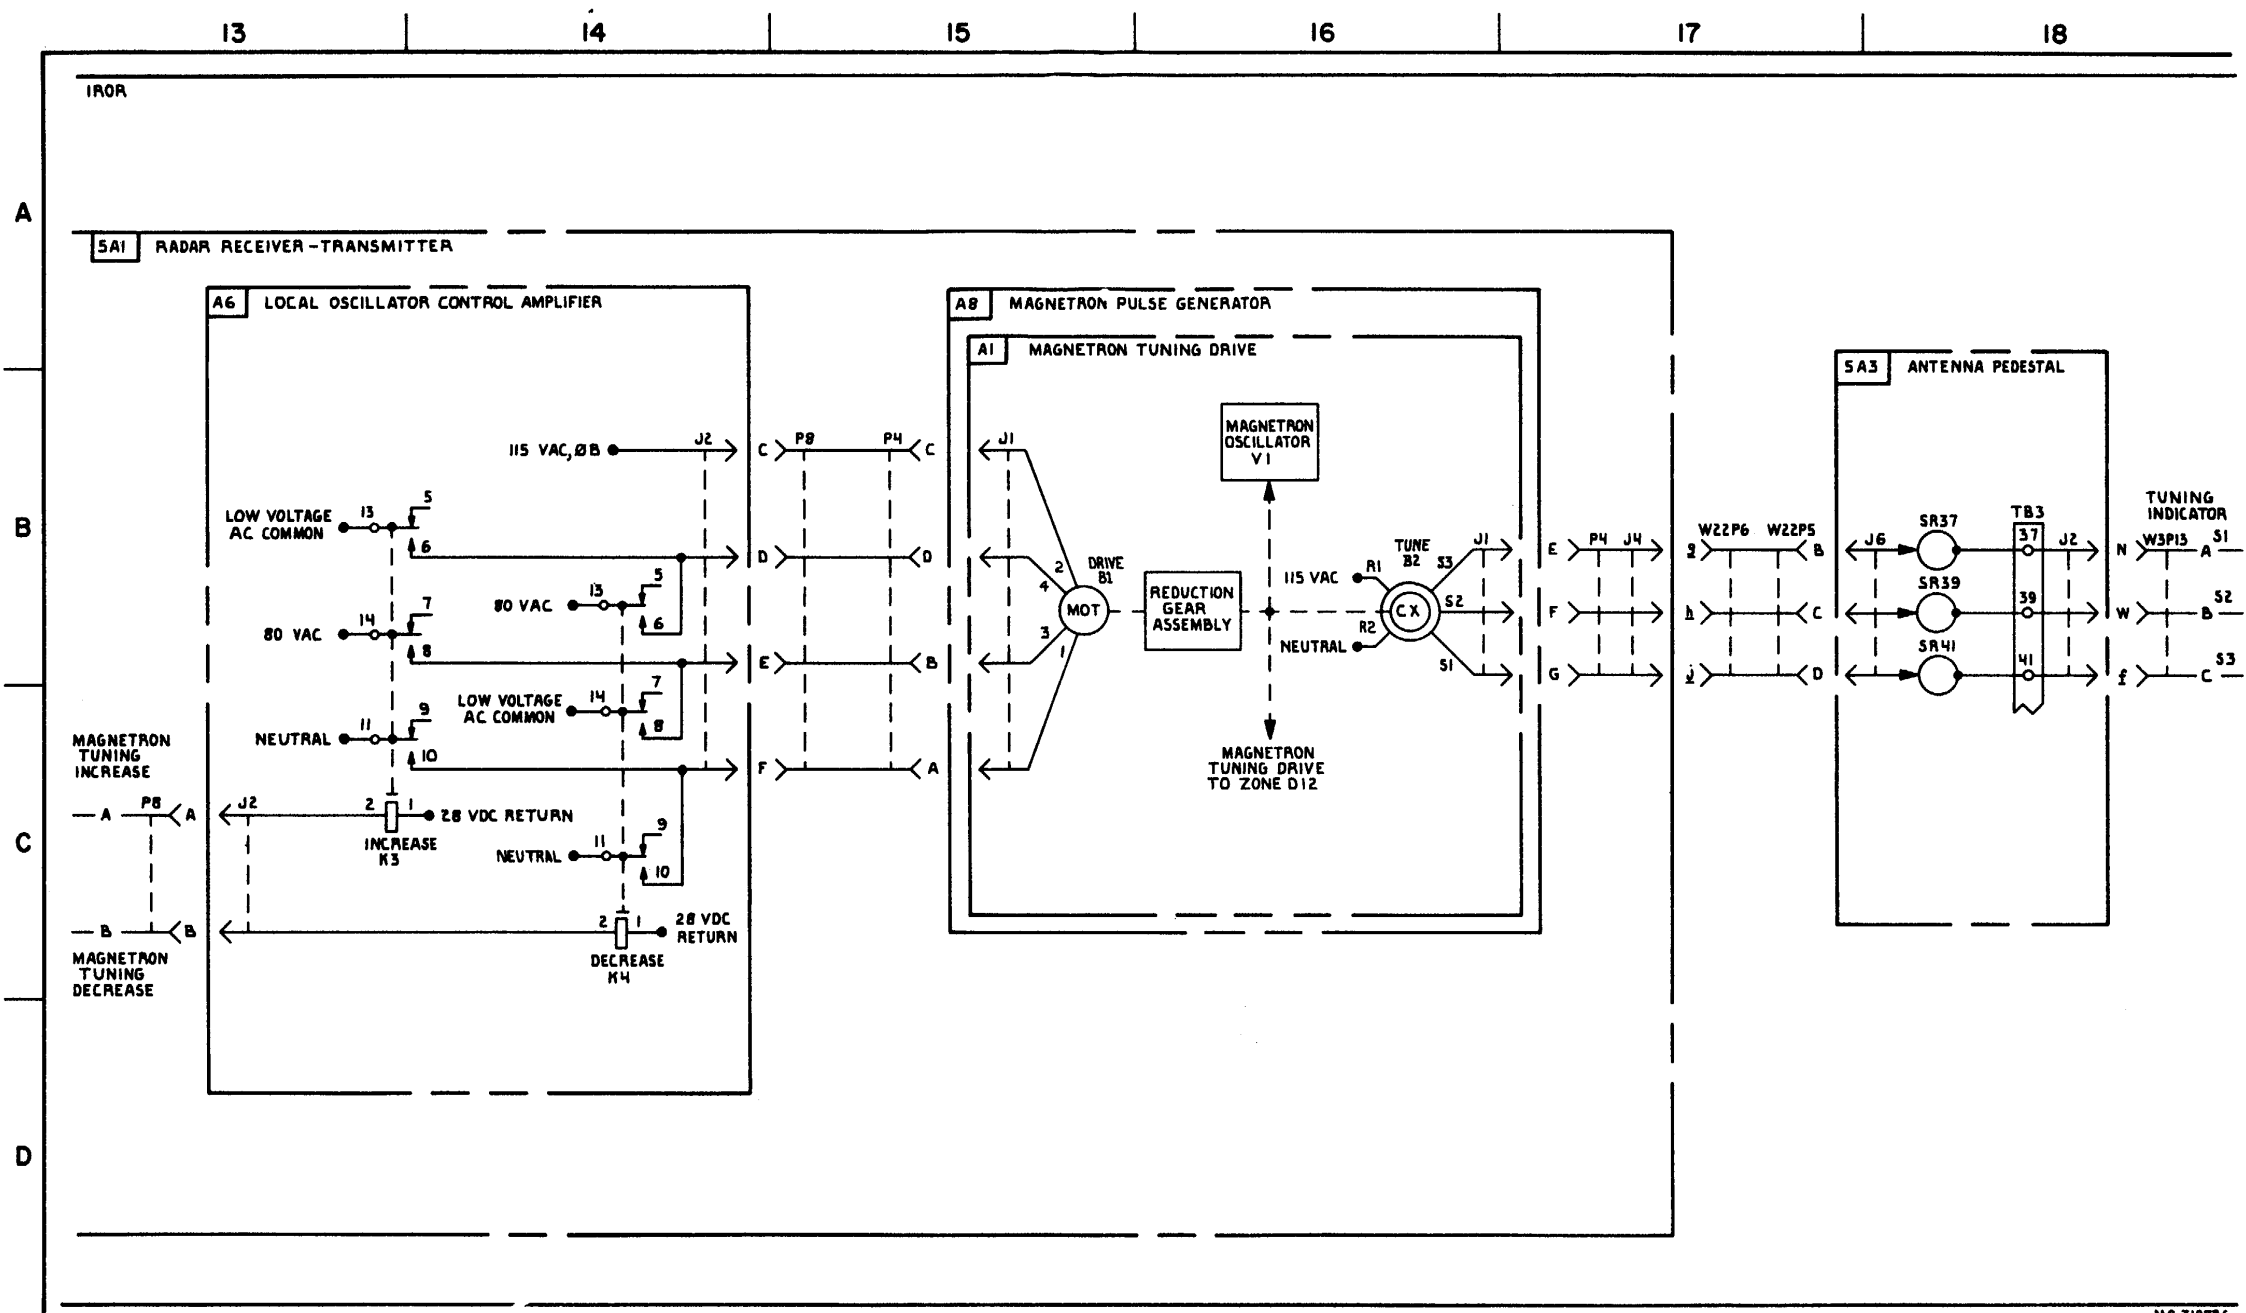 13 14 15 16 17 18
IROR
A
5A1 RADAR RECEIVER-TRANSMITTER
A6 LOCAL OSCILLATOR CONTROL AMPLIFIER
A8 MAGNETRON PULSE GENERATOR
A1 MAGNETRON TUNING DRIVE
5A3 ANTENNA PEDESTAL
B
115 VAC, ØB
J2
C
P8
P4
C
J1
LOW VOLTAGE
AC COMMON
13
5
6
D
D
80 VAC
14
7
8
80 VAC
13
5
6
E
B
LOW VOLTAGE
AC COMMON
14
7
8
NEUTRAL
11
9
10
F
A
NEUTRAL
11
9
10
2
4
3
1
DRIVE
B1
MOT
REDUCTION
GEAR
ASSEMBLY
MAGNETRON
OSCILLATOR
V1
MAGNETRON
TUNING DRIVE
TO ZONE D12
115 VAC
R1
NEUTRAL
R2
TUNE
B2
CX
S3
S2
S1
J1
E
F
G
P4
J4
g
h
j
W22P6
W22P5
B
C
D
J6
SR37
SR39
SR41
TB3
37
39
41
J2
N
W
f
W3P13
TUNING
INDICATOR
A S1
B S2
C S3
C
MAGNETRON
TUNING
INCREASE
A
P8
A
J2
2
1
28 VDC RETURN
INCREASE
K3
B
B
2
1
28 VDC
RETURN
DECREASE
K4
MAGNETRON
TUNING
DECREASE
D